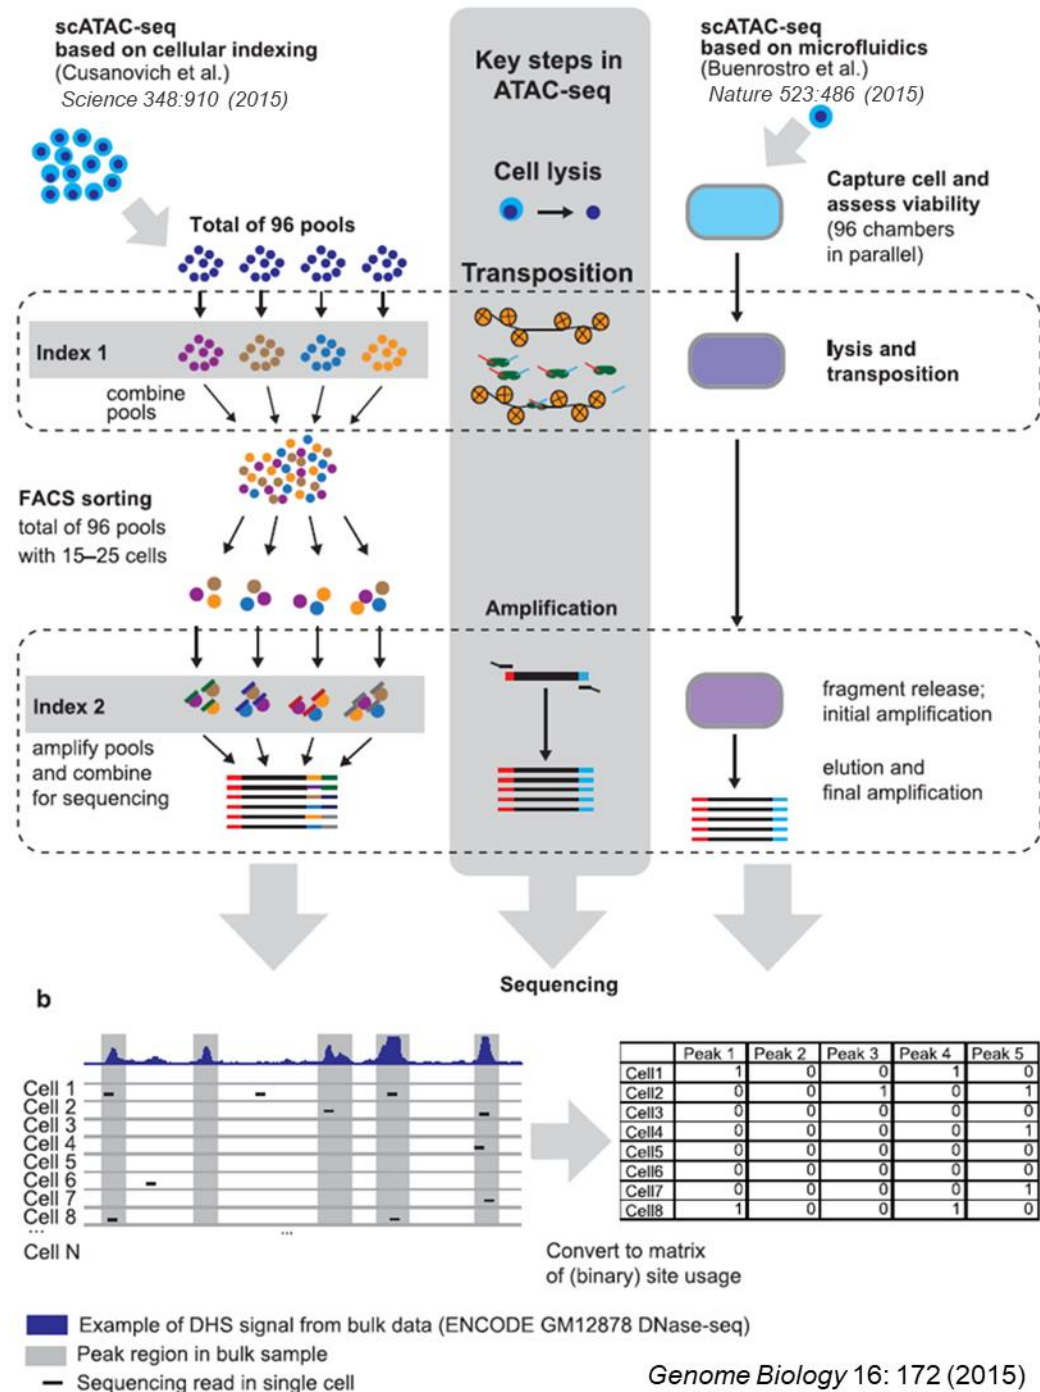 scATAC-seq
based on cellular indexing
(Cusanovich et al.)
Science 348:910 (2015)
Total of 96 pools
Index 1
combine
pools
FACS sorting
total of 96 pools
with 15–25 cells
Index 2
amplify pools
and combine
for sequencing
Key steps in
ATAC-seq
Cell lysis
Transposition
Amplification
scATAC-seq
based on microfluidics
(Buenrostro et al.)
Nature 523:486 (2015)
Capture cell and
assess viability
(96 chambers
in parallel)
lysis and
transposition
fragment release;
initial amplification
elution and
final amplification
Sequencing
b
Cell 1
Cell 2
Cell 3
Cell 4
Cell 5
Cell 6
Cell 7
Cell 8
... ...
Cell N
Peak 1 Peak 2 Peak 3 Peak 4 Peak 5
Cell1 1 0 0 1 0
Cell2 0 0 1 0 1
Cell3 0 0 0 0 0
Cell4 0 0 0 0 1
Cell5 0 0 0 0 0
Cell6 0 0 0 0 0
Cell7 0 0 0 0 1
Cell8 1 0 0 1 0
Convert to matrix
of (binary) site usage
Example of DHS signal from bulk data (ENCODE GM12878 DNase-seq)
Peak region in bulk sample
Sequencing read in single cell
Genome Biology 16: 172 (2015)